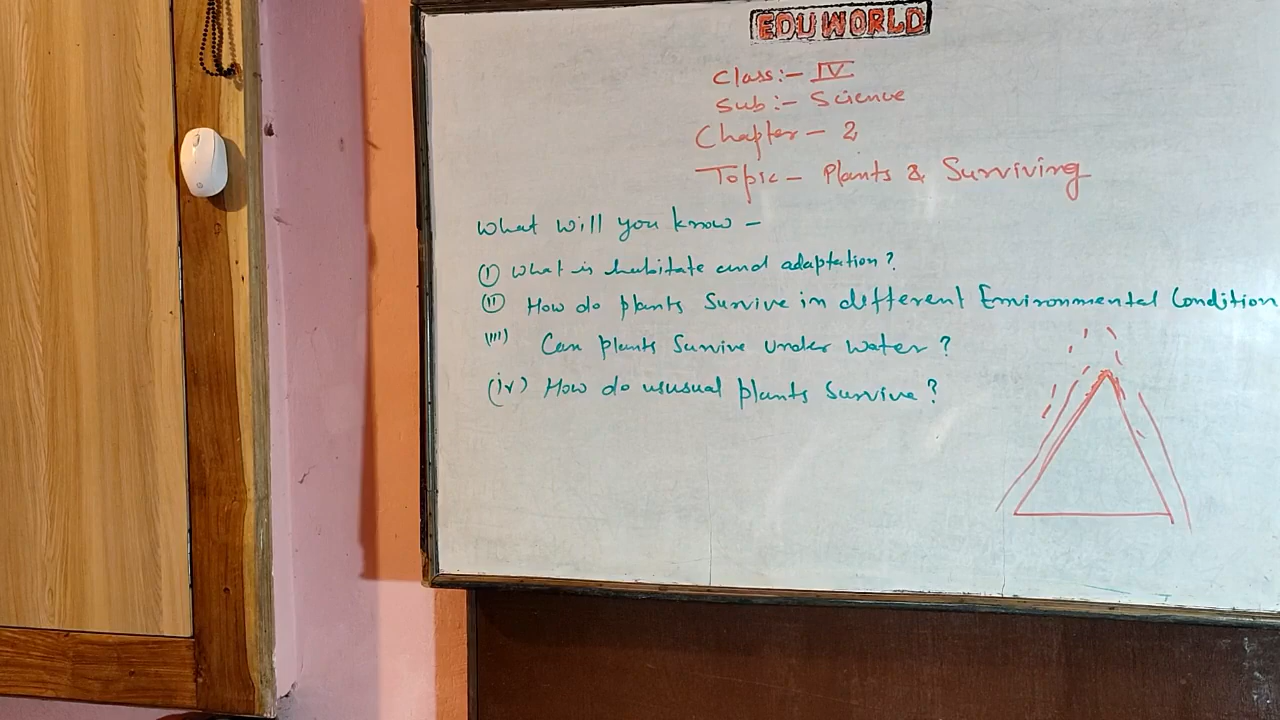 EDU WORLD
Class:- IV
Sub:- Science
Chapter - 2
Topic - Plants & Surviving
What will you know -
(i) What is habitate and adaptation?
(ii) How do plants Survive in different Environmental Condition
(iii) Can plants Survive under water?
(iv) How do ususual plants Survive?